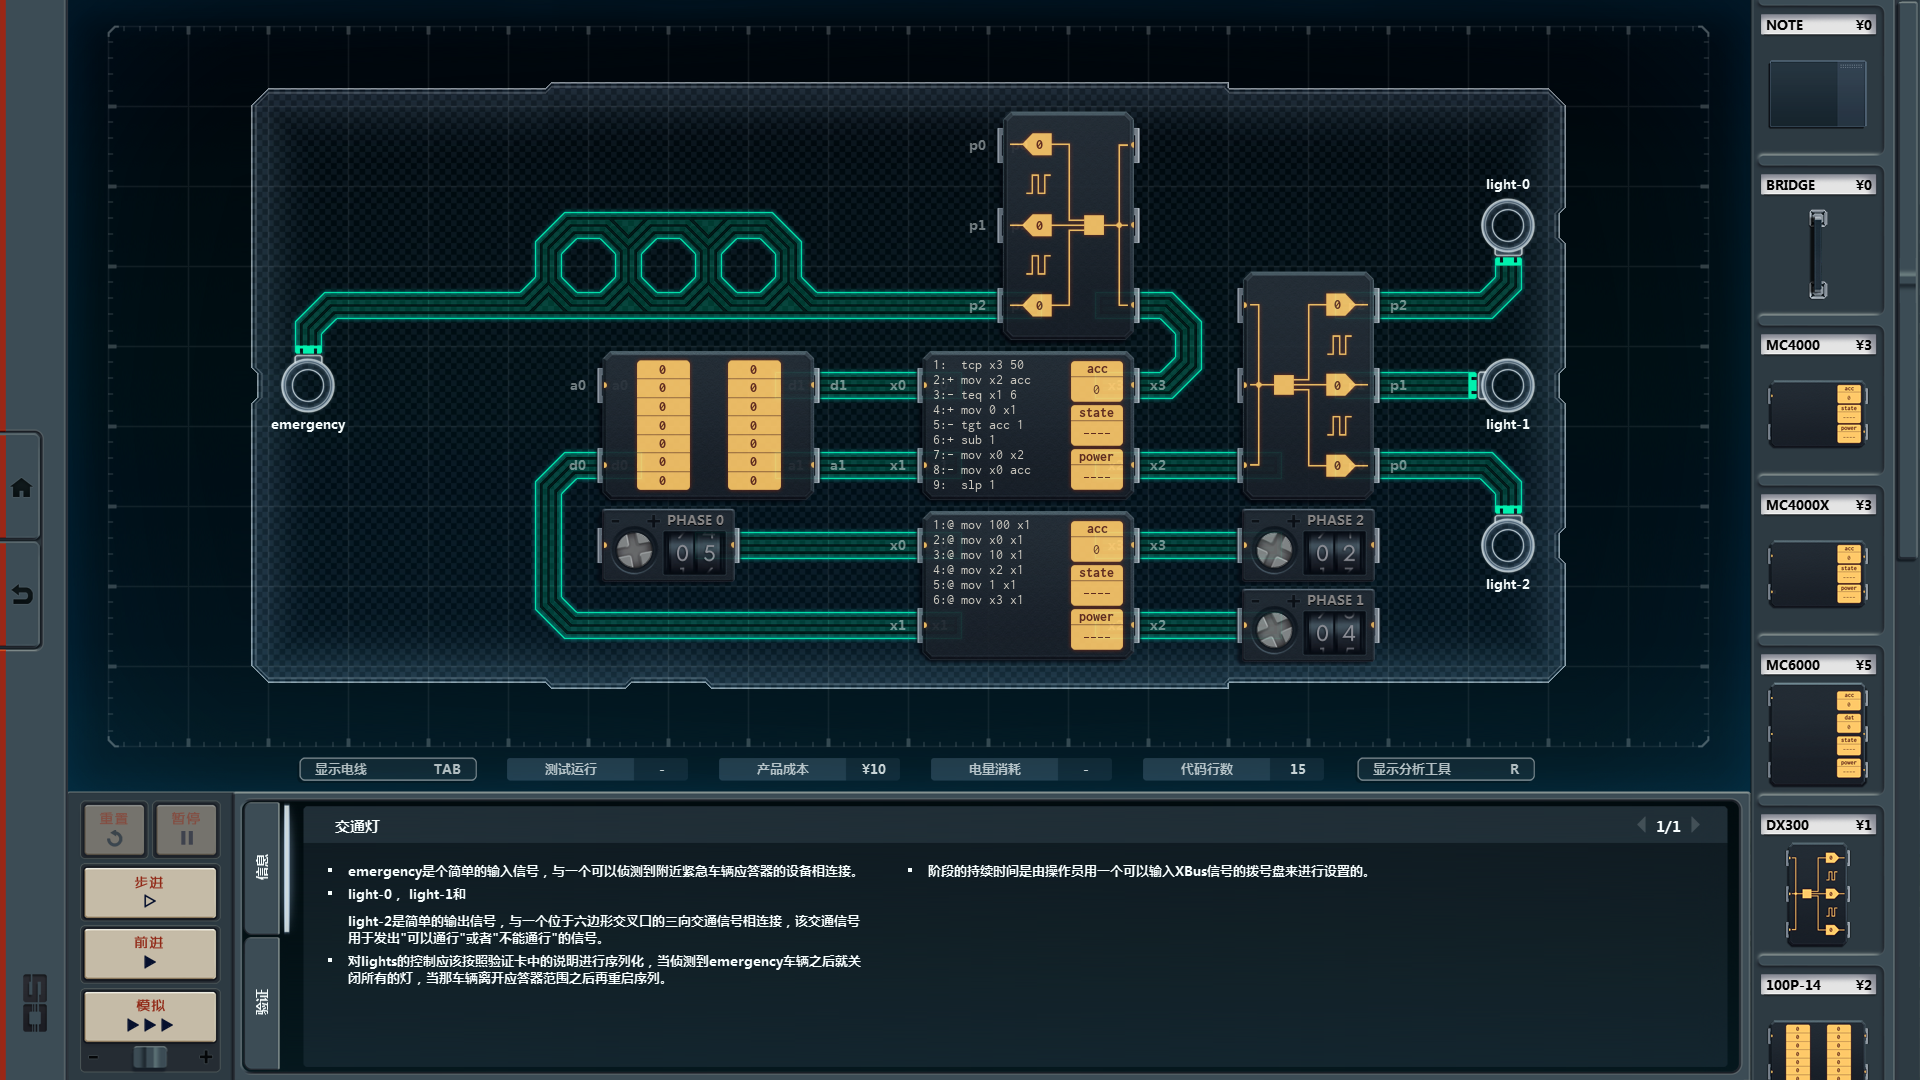 NOTE ¥0
BRIDGE ¥0
MC4000 ¥3
MC4000X ¥3
MC6000 ¥5
DX300 ¥1
100P-14 ¥2
p0
p1
p2
light-0
light-1
light-2
emergency
p2
p1
p0
a0
d0
d1
a1
x0
x1
x3
x2
1: tcp x3 50
2:+ mov x2 acc
3:- teq x1 6
4:+ mov 0 x1
5:- tgt acc 1
6:+ sub 1
7:- mov x0 x2
8:- mov x0 acc
9: slp 1
acc
0
state
----
power
----
PHASE 0
0 5
x0
x1
1:@ mov 100 x1
2:@ mov x0 x1
3:@ mov 10 x1
4:@ mov x2 x1
5:@ mov 1 x1
6:@ mov x3 x1
acc
0
state
----
power
----
x3
x2
PHASE 2
0 2
PHASE 1
0 4
显示电线 TAB
测试运行 -
产品成本 ¥10
电量消耗 -
代码行数 15
显示分析工具 R
重置
暂停
步进
前进
模拟
- +
信息
验证
交通灯
1/1
▪ emergency是个简单的输入信号，与一个可以侦测到附近紧急车辆应答器的设备相连接。
▪ light-0， light-1和
light-2是简单的输出信号，与一个位于六边形交叉口的三向交通信号相连接，该交通信号
用于发出"可以通行"或者"不能通行"的信号。
▪ 对lights的控制应该按照验证卡中的说明进行序列化，当侦测到emergency车辆之后就关
闭所有的灯，当那车辆离开应答器范围之后再重启序列。
▪ 阶段的持续时间是由操作员用一个可以输入XBus信号的拨号盘来进行设置的。